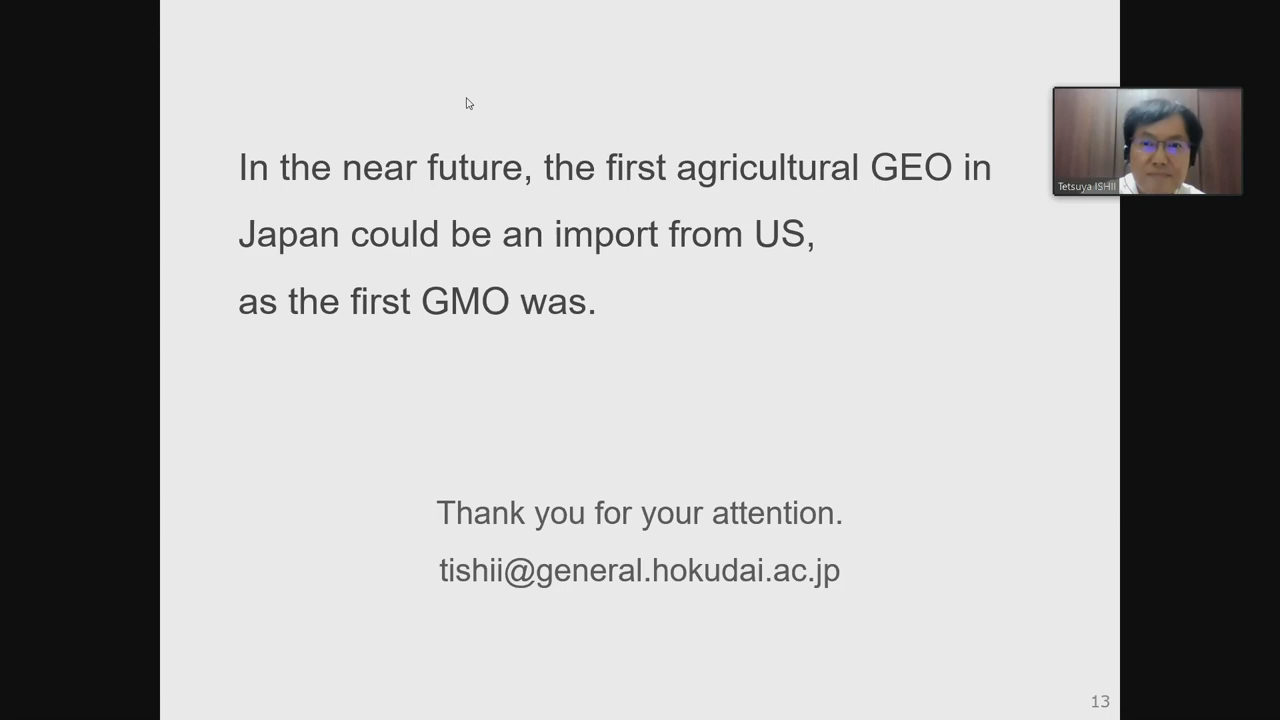 In the near future, the first agricultural GEO in
Japan could be an import from US,
as the first GMO was.
Tetsuya ISHII
Thank you for your attention.
tishii@general.hokudai.ac.jp
13